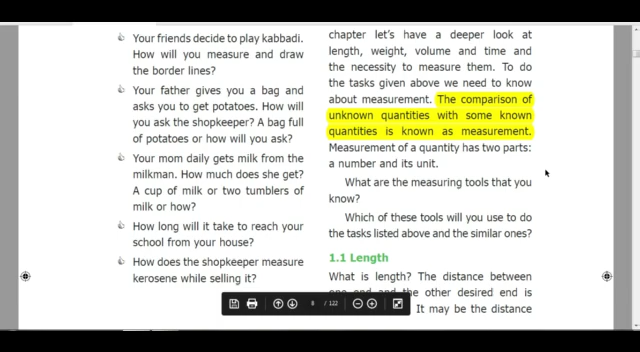 Your friends decide to play kabbadi.
How will you measure and draw
the border lines?
Your father gives you a bag and
asks you to get potatoes. How will
you ask the shopkeeper? A bag full
of potatoes or how will you ask?
Your mom daily gets milk from the
milkman. How much does she get?
A cup of milk or two tumblers of
milk or how?
How long will it take to reach your
school from your house?
How does the shopkeeper measure
kerosene while selling it?
chapter let's have a deeper look at
length, weight, volume and time and
the necessity to measure them. To do
the tasks given above we need to know
about measurement. The comparison of
unknown quantities with some known
quantities is known as measurement.
Measurement of a quantity has two parts:
a number and its unit.
What are the measuring tools that you
know?
Which of these tools will you use to do
the tasks listed above and the similar ones?
1.1 Length
What is length? The distance between
one end and the other desired end is
It may be the distance
8 / 122